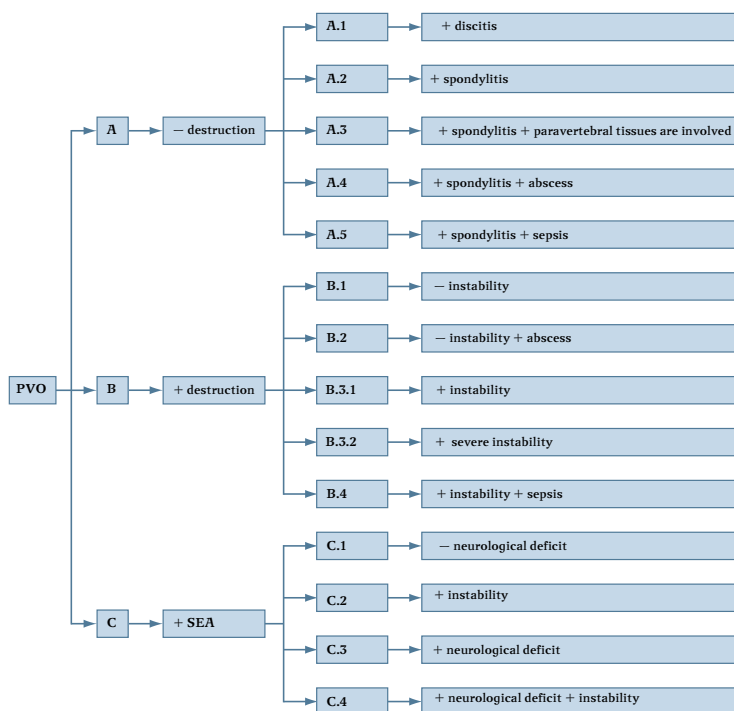 A.1
+ discitis
A.2
+ spondylitis
A
− destruction
A.3
+ spondylitis + paravertebral tissues are involved
A.4
+ spondylitis + abscess
A.5
+ spondylitis + sepsis
B.1
− instability
B.2
− instability + abscess
PVO
B
+ destruction
B.3.1
+ instability
B.3.2
+ severe instability
B.4
+ instability + sepsis
C.1
− neurological deficit
C.2
+ instability
C
+ SEA
C.3
+ neurological deficit
C.4
+ neurological deficit + instability